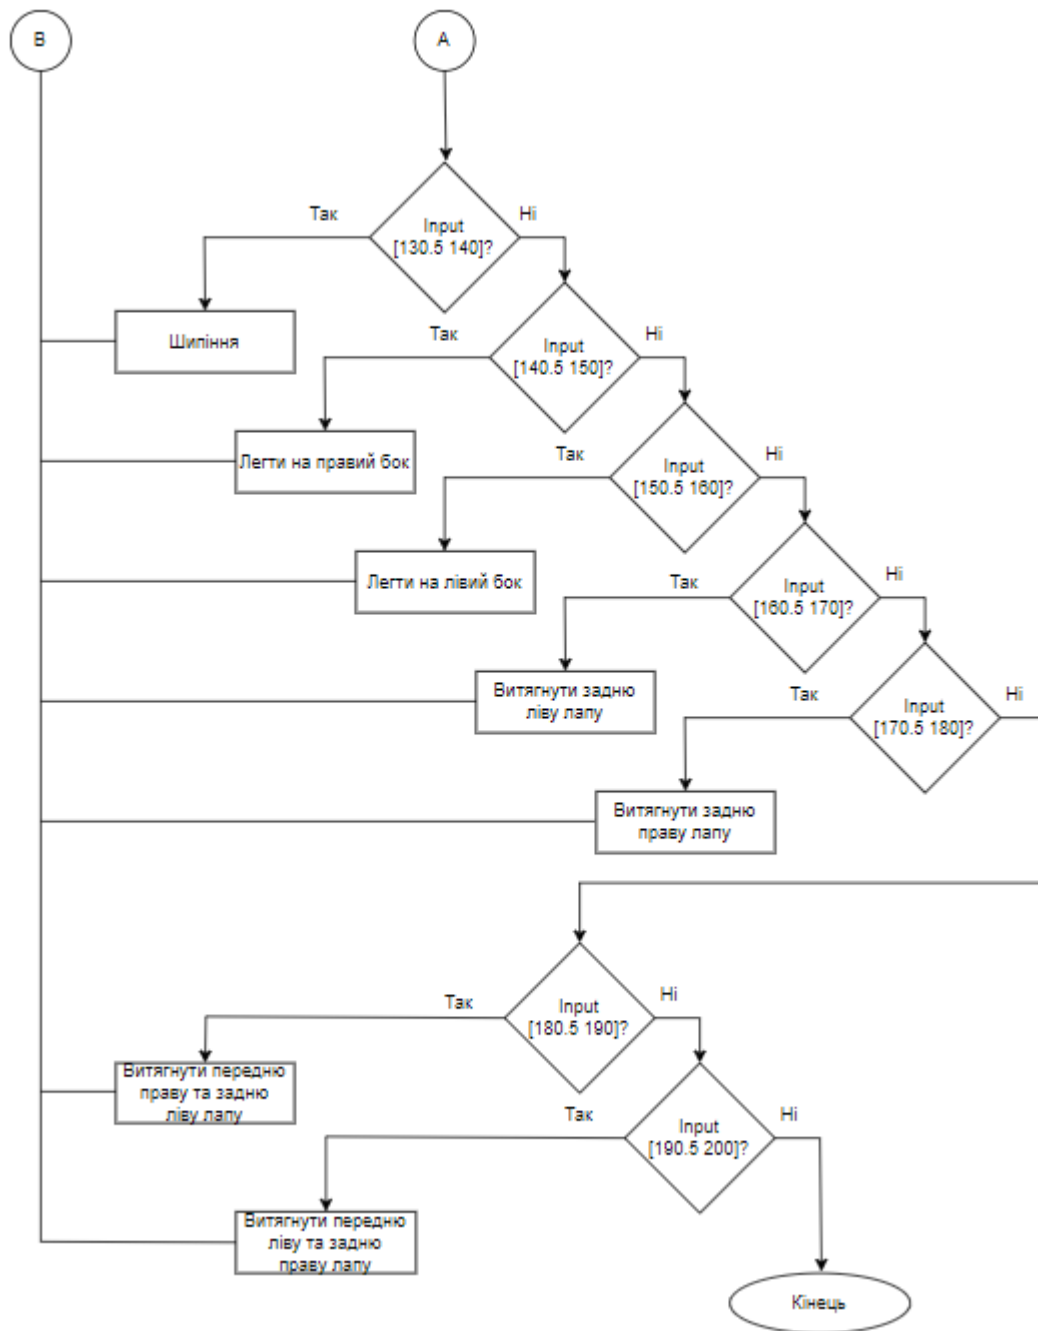 B
A
Так
Input
[130.5 140]?
Ні
Шипіння
Так
Input
[140.5 150]?
Ні
Легти на правий бок
Так
Input
[150.5 160]?
Ні
Легти на лівий бок
Так
Input
[160.5 170]?
Ні
Витягнути задню
ліву лапу
Так
Input
[170.5 180]?
Ні
Витягнути задню
праву лапу
Так
Input
[180.5 190]?
Ні
Витягнути передню
праву та задню
ліву лапу
Так
Input
[190.5 200]?
Ні
Витягнути передню
ліву та задню
праву лапу
Кінець